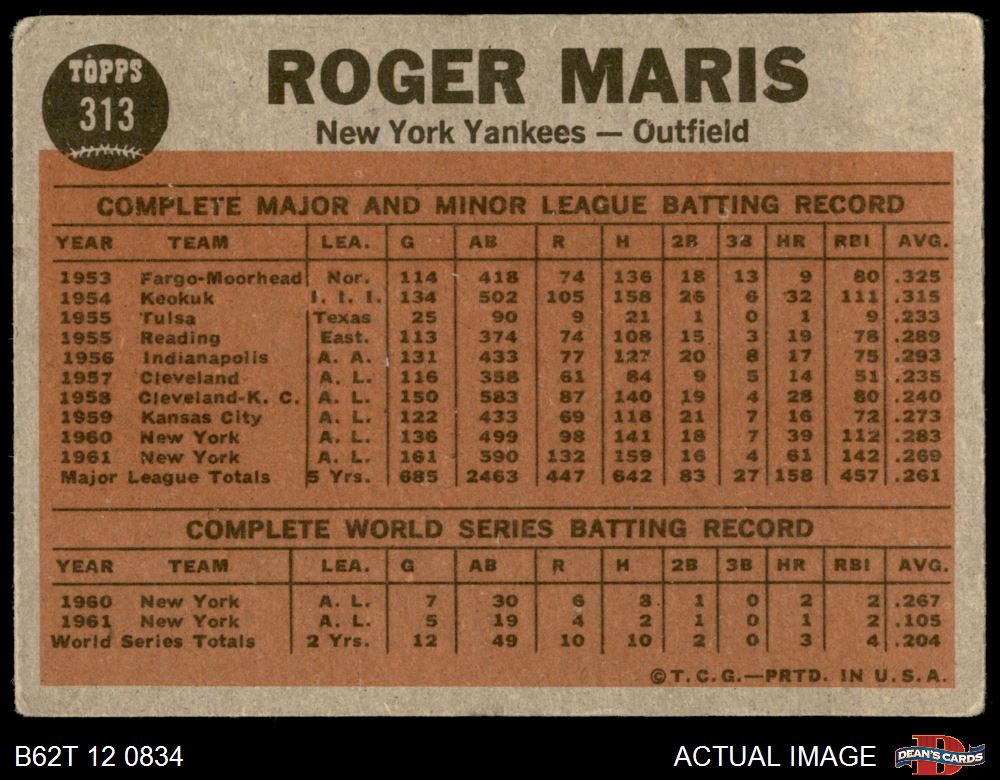 TOPPS
313
ROGER MARIS
New York Yankees — Outfield
COMPLETE MAJOR AND MINOR LEAGUE BATTING RECORD
YEAR TEAM LEA. G AB R H 2B 3B HR RBI AVG.
1953 Fargo-Moorhead Nor. 114 418 74 136 18 13 9 80 .325
1954 Keokuk I. I. I. 134 502 105 158 26 6 32 111 .315
1955 Tulsa Texas 25 90 9 21 1 0 1 9 .233
1955 Reading East. 113 374 74 108 15 3 19 78 .289
1956 Indianapolis A. A. 131 433 77 127 20 8 17 75 .293
1957 Cleveland A. L. 116 358 61 84 9 5 14 51 .235
1958 Cleveland-K. C. A. L. 150 583 87 140 19 4 28 80 .240
1959 Kansas City A. L. 122 433 69 118 21 7 16 72 .273
1960 New York A. L. 136 499 98 141 18 7 39 112 .283
1961 New York A. L. 161 590 132 159 16 4 61 142 .269
Major League Totals 5 Yrs. 685 2463 447 642 83 27 158 457 .261
COMPLETE WORLD SERIES BATTING RECORD
YEAR TEAM LEA. G AB R H 2B 3B HR RBI AVG.
1960 New York A. L. 7 30 6 8 1 0 2 2 .267
1961 New York A. L. 5 19 4 2 1 0 1 2 .105
World Series Totals 2 Yrs. 12 49 10 10 2 0 3 4 .204
©T.C.G.—PRTD. IN U.S.A.
B62T 12 0834
ACTUAL IMAGE
D
DEAN'S CARDS